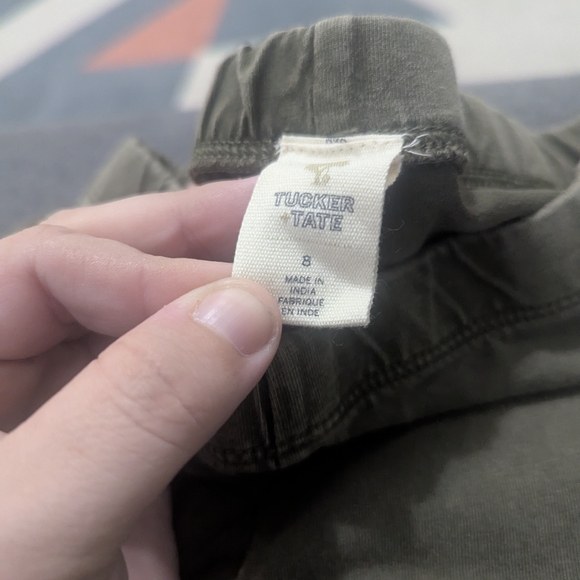 TUCKER
+TATE
8
MADE IN
INDIA
FABRIQUE
EN INDE